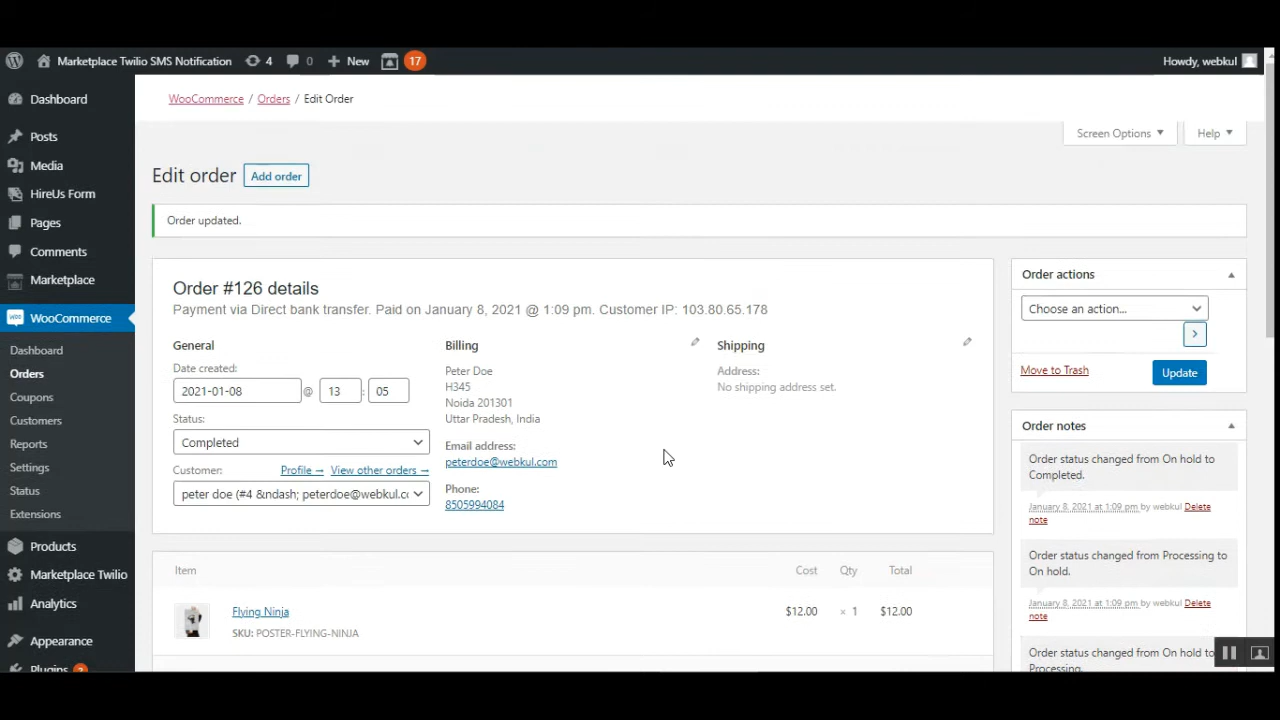 Marketplace Twilio SMS Notification
4
0
New
17
Howdy, webkul
Dashboard
Posts
Media
HireUs Form
Pages
Comments
Marketplace
WooCommerce
Dashboard
Orders
Coupons
Customers
Reports
Settings
Status
Extensions
Products
Marketplace Twilio
Analytics
Appearance
Plugins 2
WooCommerce / Orders / Edit Order
Screen Options
Help
Edit order
Add order
Order updated.
Order #126 details
Payment via Direct bank transfer. Paid on January 8, 2021 @ 1:09 pm. Customer IP: 103.80.65.178
General
Date created:
2021-01-08 @ 13 : 05
Status:
Completed
Customer:
Profile →
View other orders →
peter doe (#4 &ndash; peterdoe@webkul.cc
Billing
Peter Doe
H345
Noida 201301
Uttar Pradesh, India
Email address:
peterdoe@webkul.com
Phone:
8505994084
Shipping
Address:
No shipping address set.
Item
Cost
Qty
Total
Flying Ninja
SKU: POSTER-FLYING-NINJA
$12.00
× 1
$12.00
Order actions
Choose an action...
Move to Trash
Update
Order notes
Order status changed from On hold to
Completed.
January 8, 2021 at 1:09 pm by webkul Delete
note
Order status changed from Processing to
On hold.
January 8, 2021 at 1:09 pm by webkul Delete
note
Order status changed from On hold to
Processing.